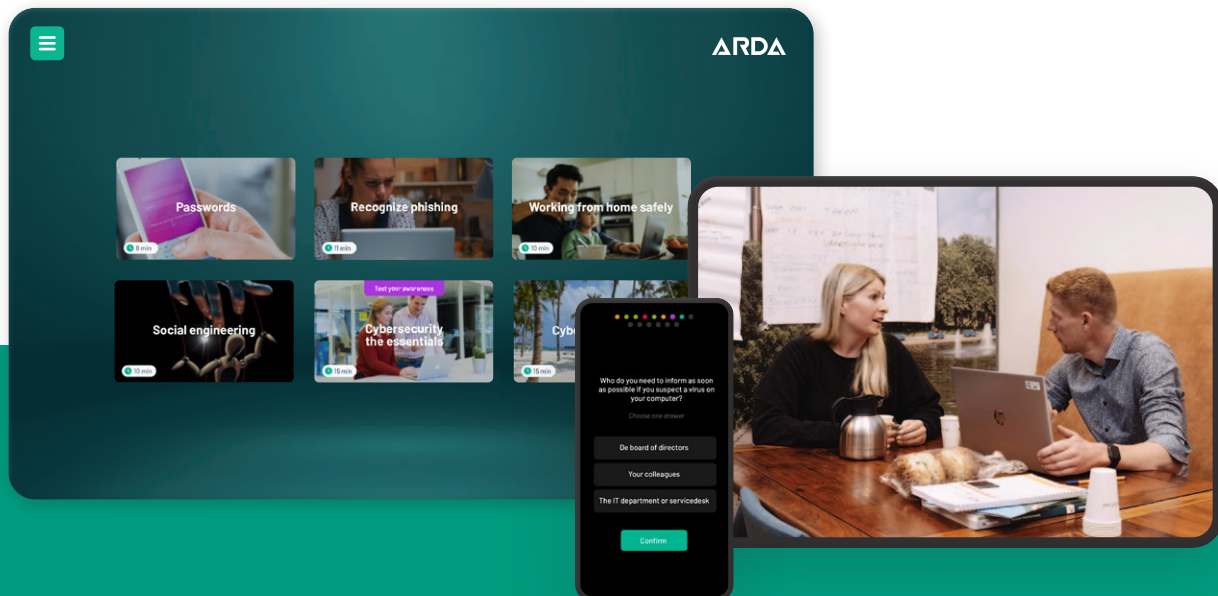 ARDA
Passwords
8 min
Recognize phishing
11 min
Working from home safely
10 min
Social engineering
10 min
Test your awareness
Cybersecurity
the essentials
15 min
Cybe
15 min
Who do you need to inform as soon
as possible if you suspect a virus on
your computer?
Choose one answer
De board of directors
Your colleagues
The IT department or servicedesk
Confirm
hp